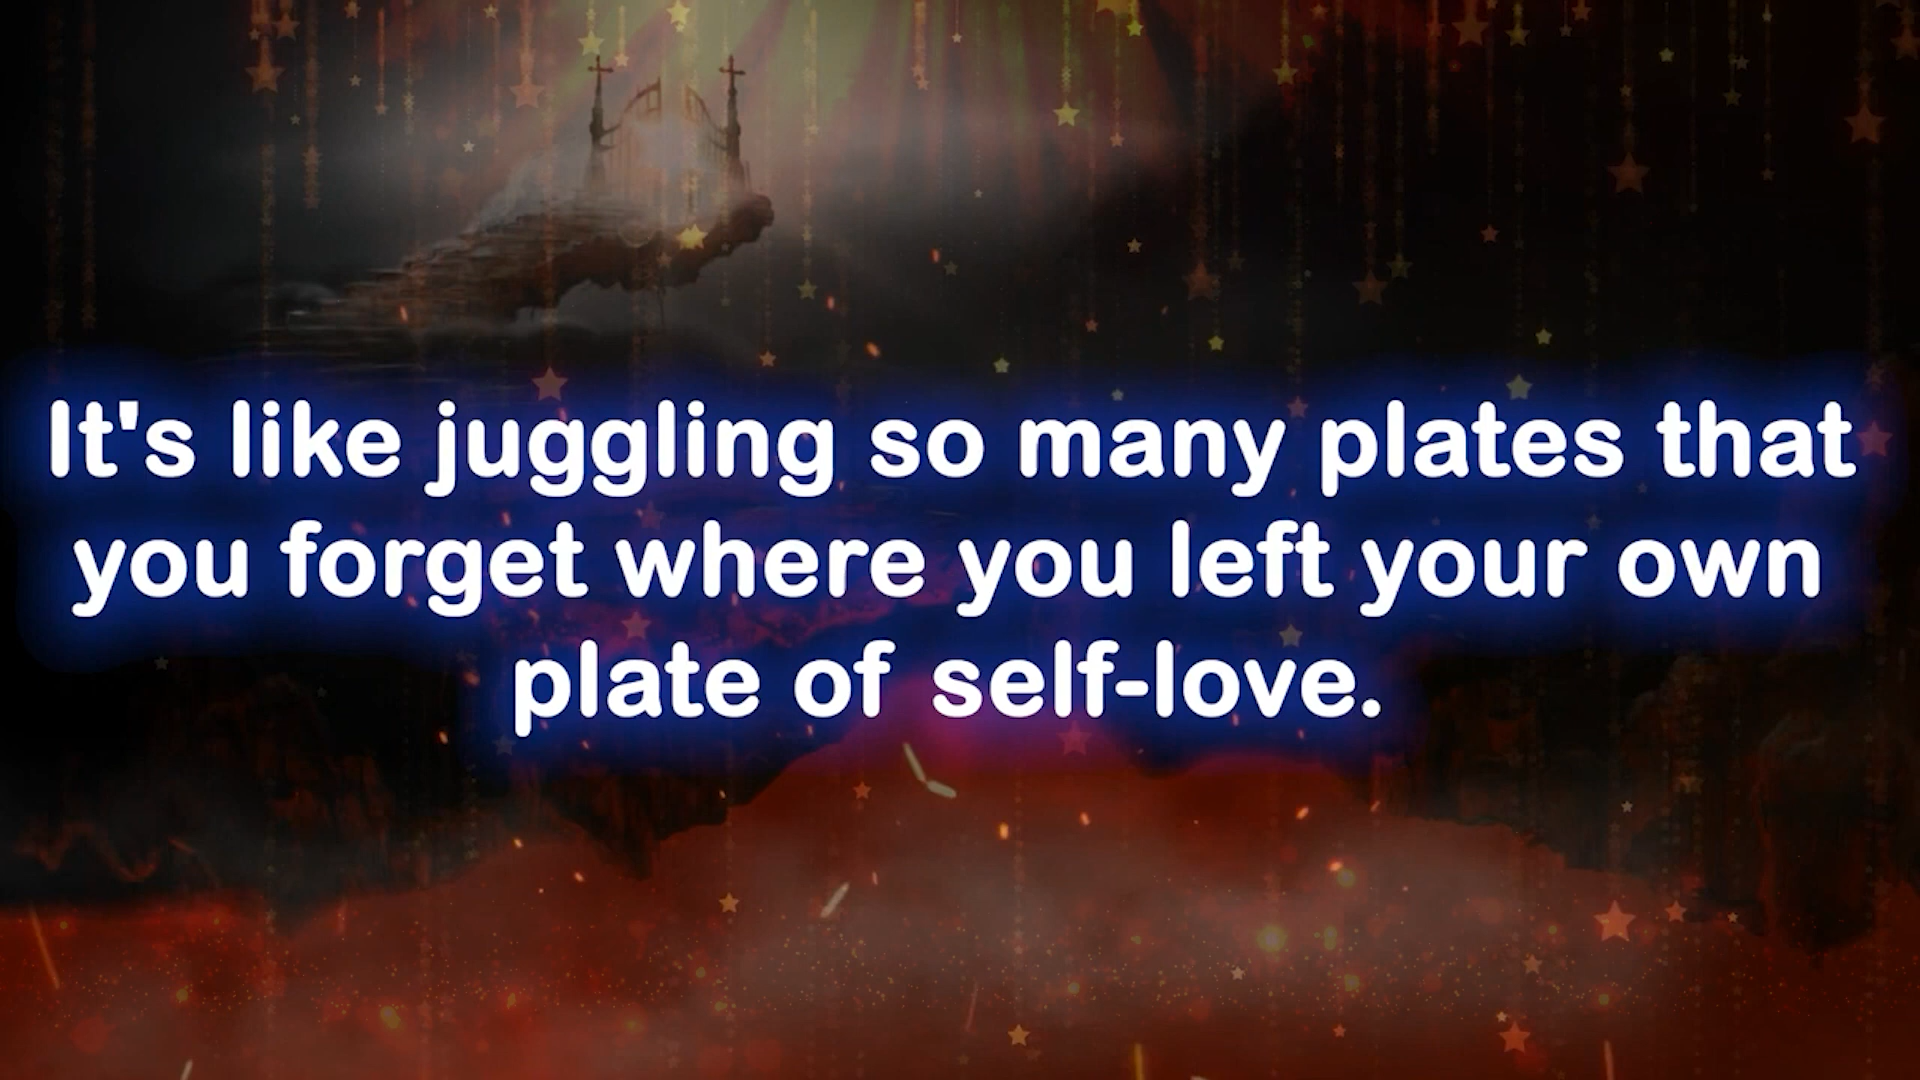 It's like juggling so many plates that
you forget where you left your own
plate of self-love.